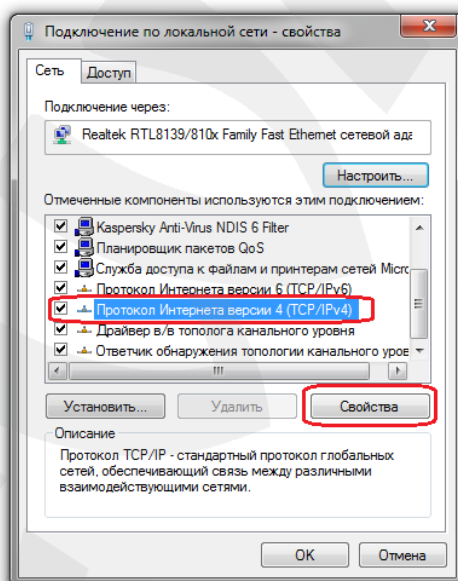 Подключение по локальной сети - свойства
Сеть Доступ
Подключение через:
Realtek RTL8139/810x Family Fast Ethernet сетевой ада
Настроить...
Отмеченные компоненты используются этим подключением:
Kaspersky Anti-Virus NDIS 6 Filter
Планировщик пакетов QoS
Служба доступа к файлам и принтерам сетей Micro
Протокол Интернета версии 6 (TCP/IPv6)
Протокол Интернета версии 4 (TCP/IPv4)
Драйвер в/в тополога канального уровня
Ответчик обнаружения топологии канального уров
Установить... Удалить Свойства
Описание
Протокол TCP/IP - стандартный протокол глобальных
сетей, обеспечивающий связь между различными
взаимодействующими сетями.
OK Отмена